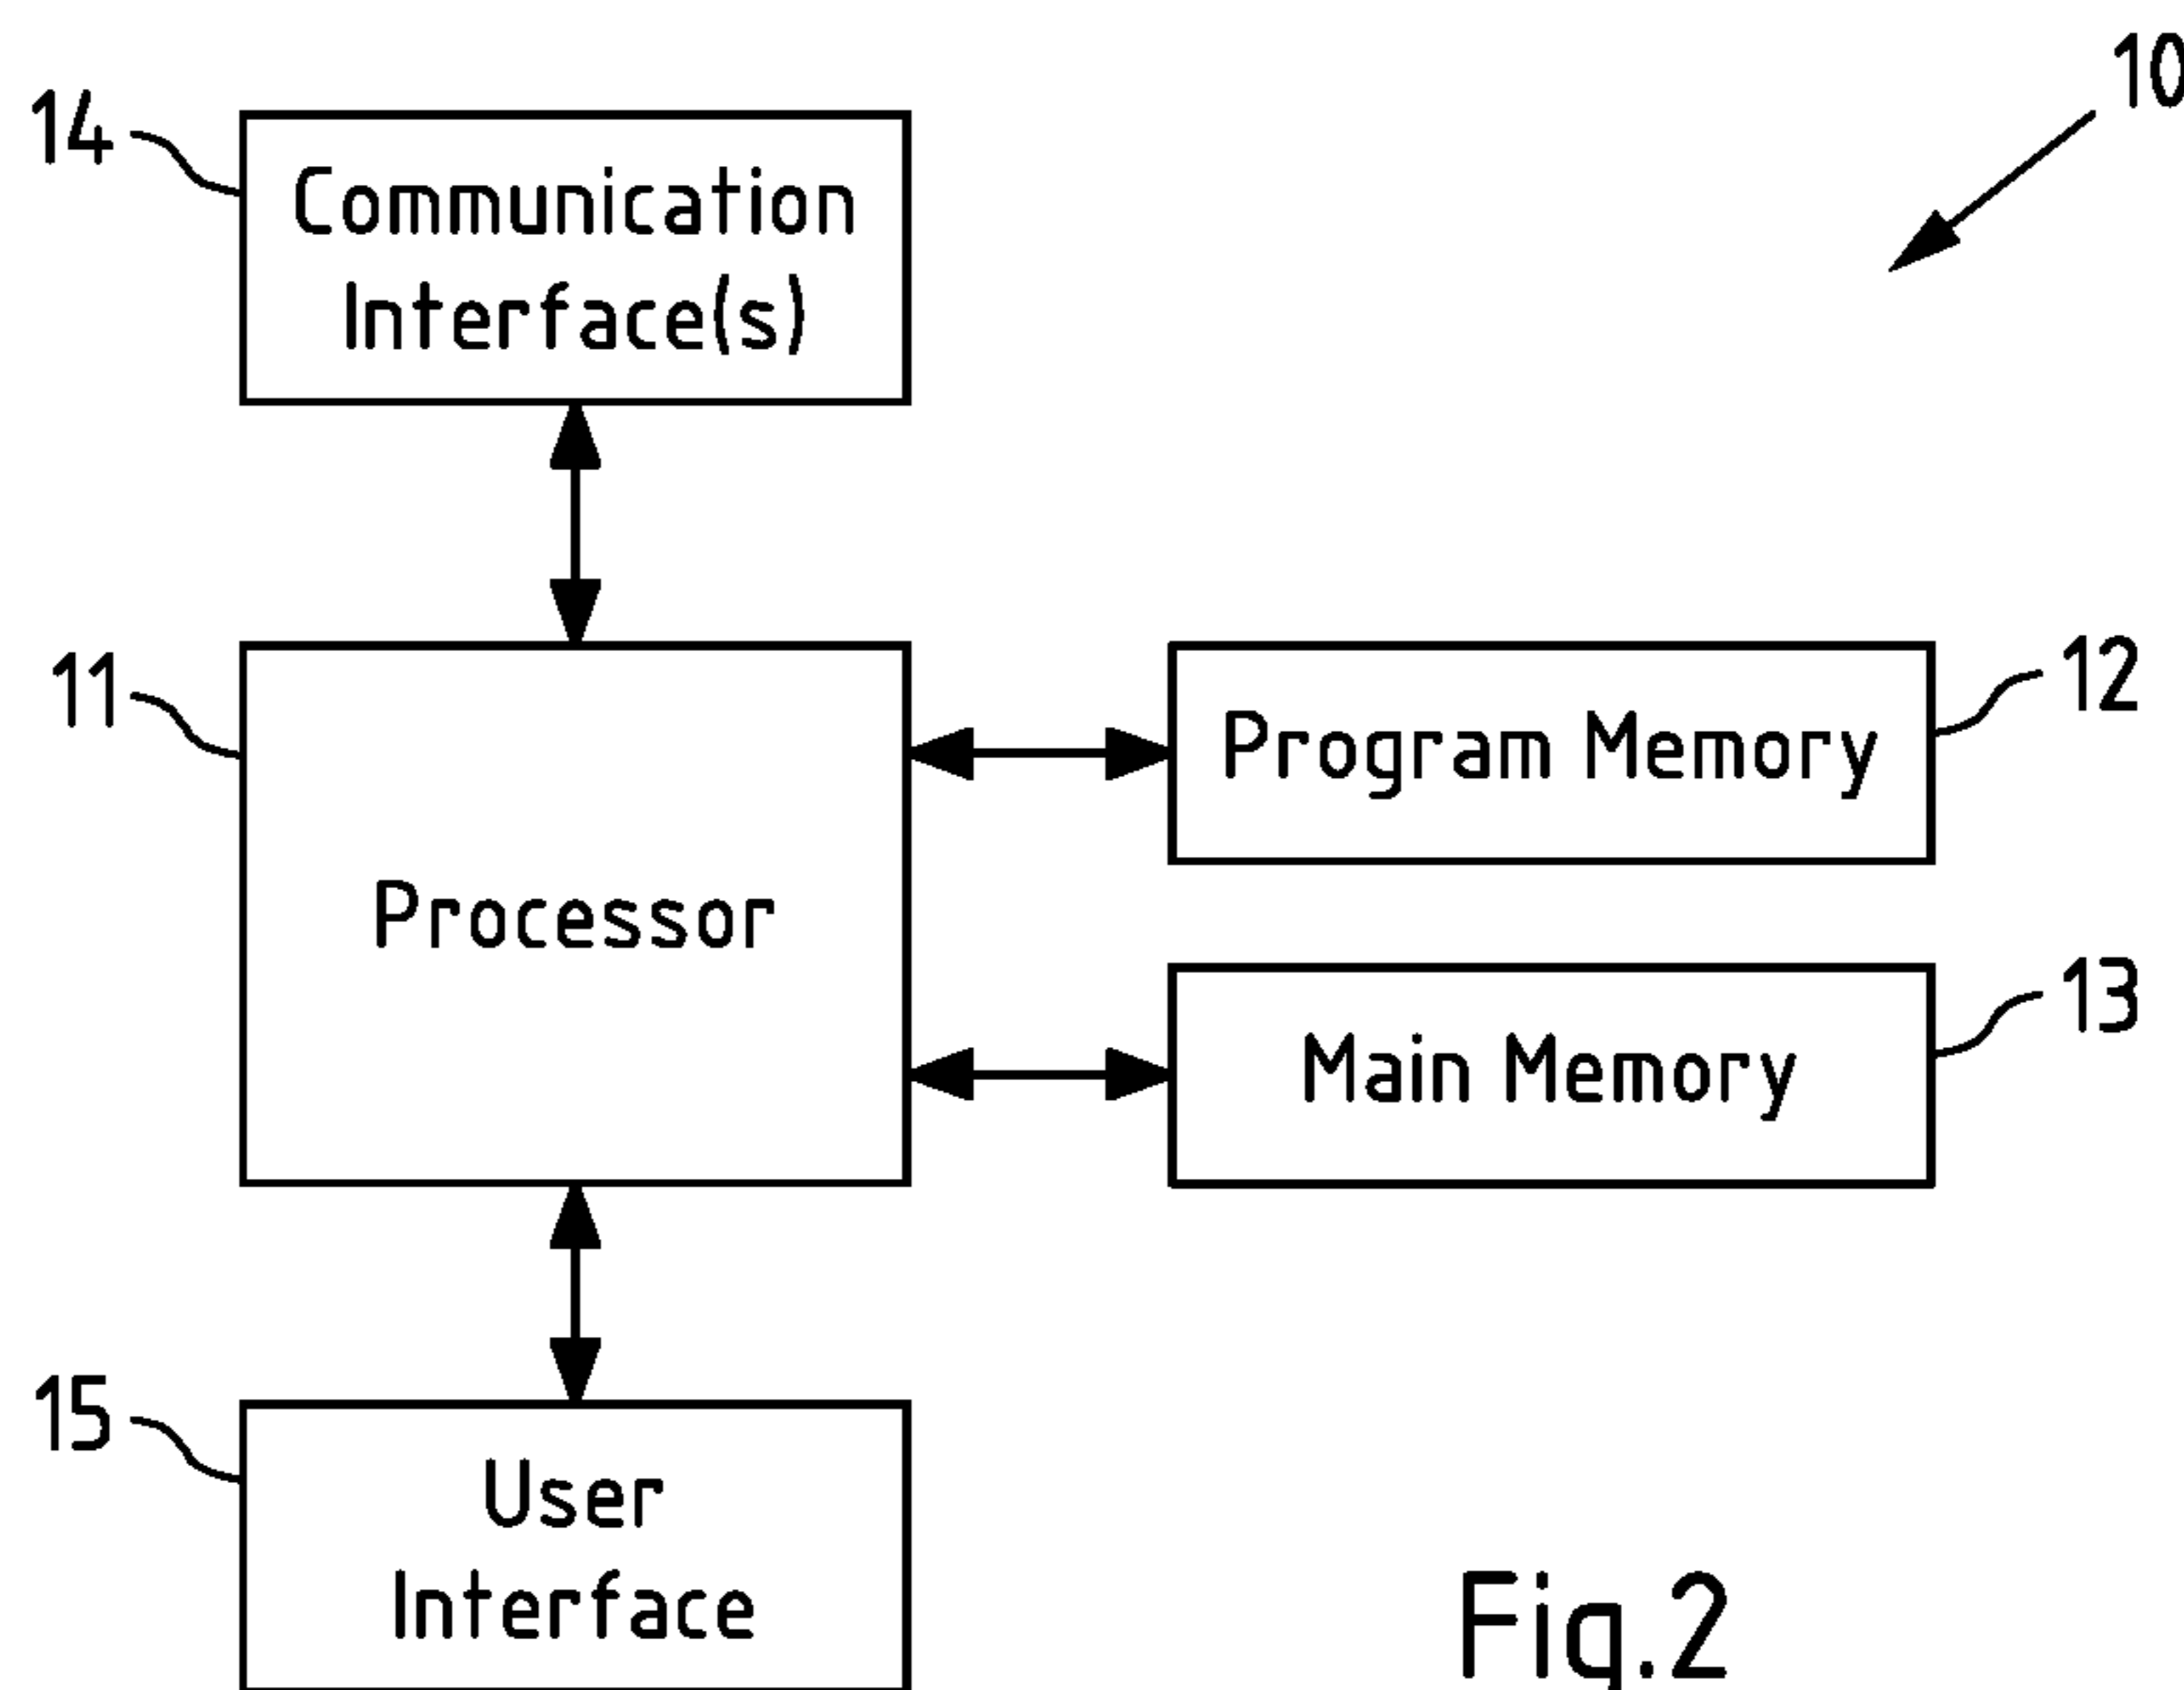 10
14
Communication
Interface(s)
11
Processor
12
Program Memory
13
Main Memory
15
User
Interface
Fig.2